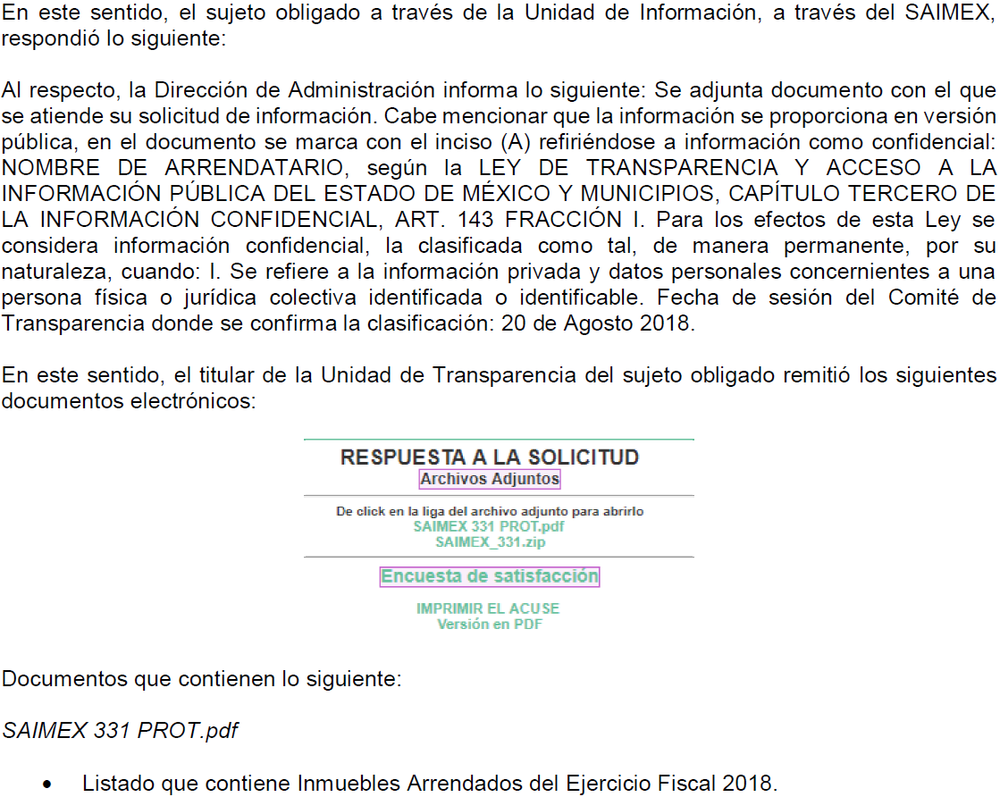 En este sentido, el sujeto obligado a través de la Unidad de Información, a través del SAIMEX,
respondió lo siguiente:
Al respecto, la Dirección de Administración informa lo siguiente: Se adjunta documento con el que
se atiende su solicitud de información. Cabe mencionar que la información se proporciona en versión
pública, en el documento se marca con el inciso (A) refiriéndose a información como confidencial:
NOMBRE DE ARRENDATARIO, según la LEY DE TRANSPARENCIA Y ACCESO A LA
INFORMACIÓN PÚBLICA DEL ESTADO DE MÉXICO Y MUNICIPIOS, CAPÍTULO TERCERO DE
LA INFORMACIÓN CONFIDENCIAL, ART. 143 FRACCIÓN I. Para los efectos de esta Ley se
considera información confidencial, la clasificada como tal, de manera permanente, por su
naturaleza, cuando: I. Se refiere a la información privada y datos personales concernientes a una
persona física o jurídica colectiva identificada o identificable. Fecha de sesión del Comité de
Transparencia donde se confirma la clasificación: 20 de Agosto 2018.
En este sentido, el titular de la Unidad de Transparencia del sujeto obligado remitió los siguientes
documentos electrónicos:
RESPUESTA A LA SOLICITUD
Archivos Adjuntos
De click en la liga del archivo adjunto para abrirlo
SAIMEX 331 PROT.pdf
SAIMEX_331.zip
Encuesta de satisfacción
IMPRIMIR EL ACUSE
Versión en PDF
Documentos que contienen lo siguiente:
SAIMEX 331 PROT.pdf
• Listado que contiene Inmuebles Arrendados del Ejercicio Fiscal 2018.